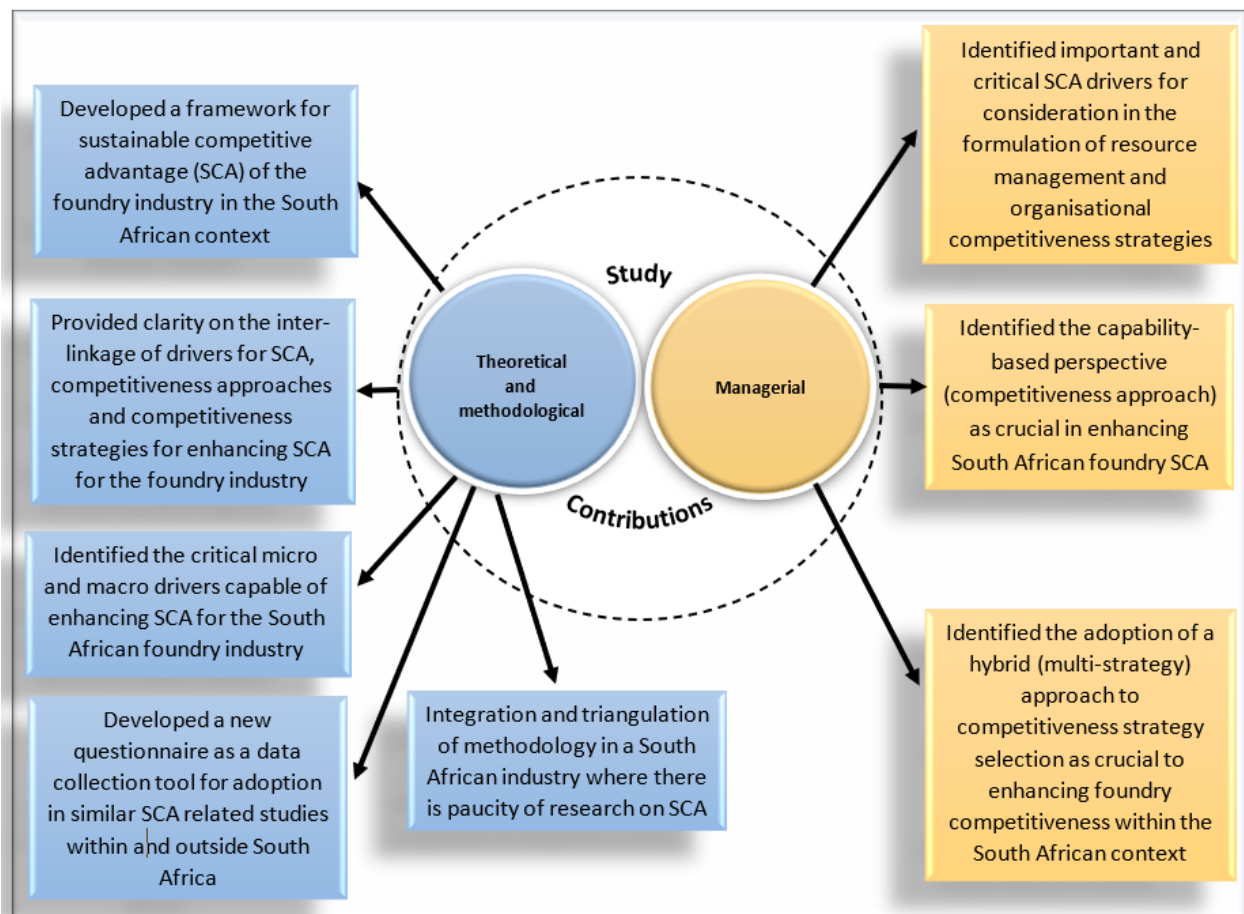 Developed a framework for
sustainable competitive
advantage (SCA) of the
foundry industry in the South
African context
Provided clarity on the inter-
linkage of drivers for SCA,
competitiveness approaches
and competitiveness
strategies for enhancing SCA
for the foundry industry
Identified the critical micro
and macro drivers capable of
enhancing SCA for the South
African foundry industry
Developed a new
questionnaire as a data
collection tool for adoption
in similar SCA related studies
within and outside South
Africa
Integration and triangulation
of methodology in a South
African industry where there
is paucity of research on SCA
Study
Theoretical
and
methodological
Managerial
Contributions
Identified important and
critical SCA drivers for
consideration in the
formulation of resource
management and
organisational
competitiveness strategies
Identified the capability-
based perspective
(competitiveness approach)
as crucial in enhancing
South African foundry SCA
Identified the adoption of a
hybrid (multi-strategy)
approach to
competitiveness strategy
selection as crucial to
enhancing foundry
competitiveness within the
South African context